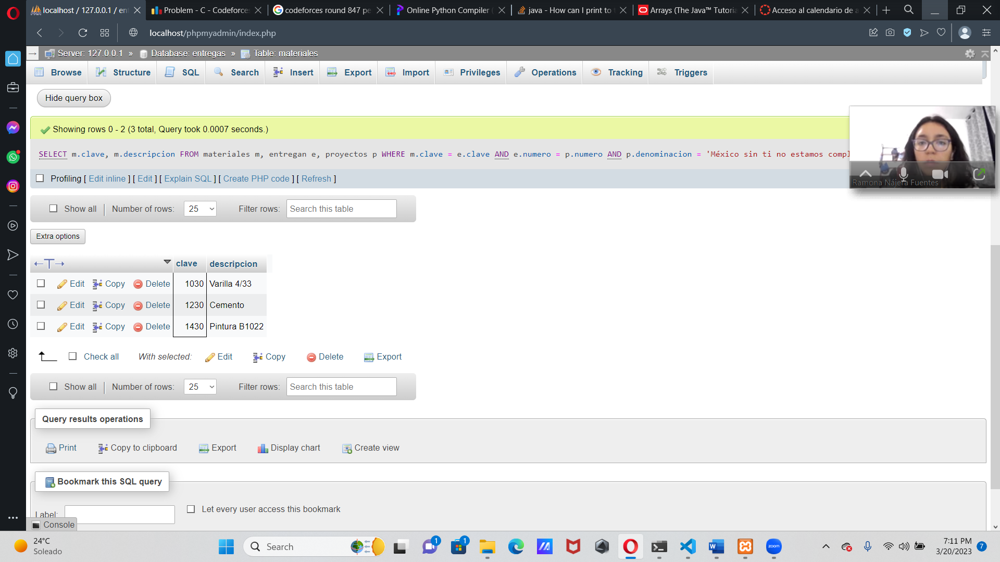 localhost / 127.0.0.1 / en
Problem - C - Codeforces
codeforces round 847 pe
Online Python Compiler (
java - How can I print to
Arrays (The Java™ Tutoria
Acceso al calendario de a
localhost/phpmyadmin/index.php
Server: 127.0.0.1 » Database: entregas » Table: materiales
Browse Structure SQL Search Insert Export Import Privileges Operations Tracking Triggers
Hide query box
Showing rows 0 - 2 (3 total, Query took 0.0007 seconds.)
SELECT m.clave, m.descripcion FROM materiales m, entregan e, proyectos p WHERE m.clave = e.clave AND e.numero = p.numero AND p.denominacion = 'México sin ti no estamos compl
Profiling [ Edit inline ] [ Edit ] [ Explain SQL ] [ Create PHP code ] [ Refresh ]
Ramona Nájera Fuentes
Show all Number of rows: 25 Filter rows: Search this table
Extra options
clave descripcion
Edit Copy Delete 1030 Varilla 4/33
Edit Copy Delete 1230 Cemento
Edit Copy Delete 1430 Pintura B1022
Check all With selected: Edit Copy Delete Export
Show all Number of rows: 25 Filter rows: Search this table
Query results operations
Print Copy to clipboard Export Display chart Create view
Bookmark this SQL query
Label: Let every user access this bookmark
Console
24°C
Soleado
Search
1
1
zoom
7:11 PM
3/20/2023
7